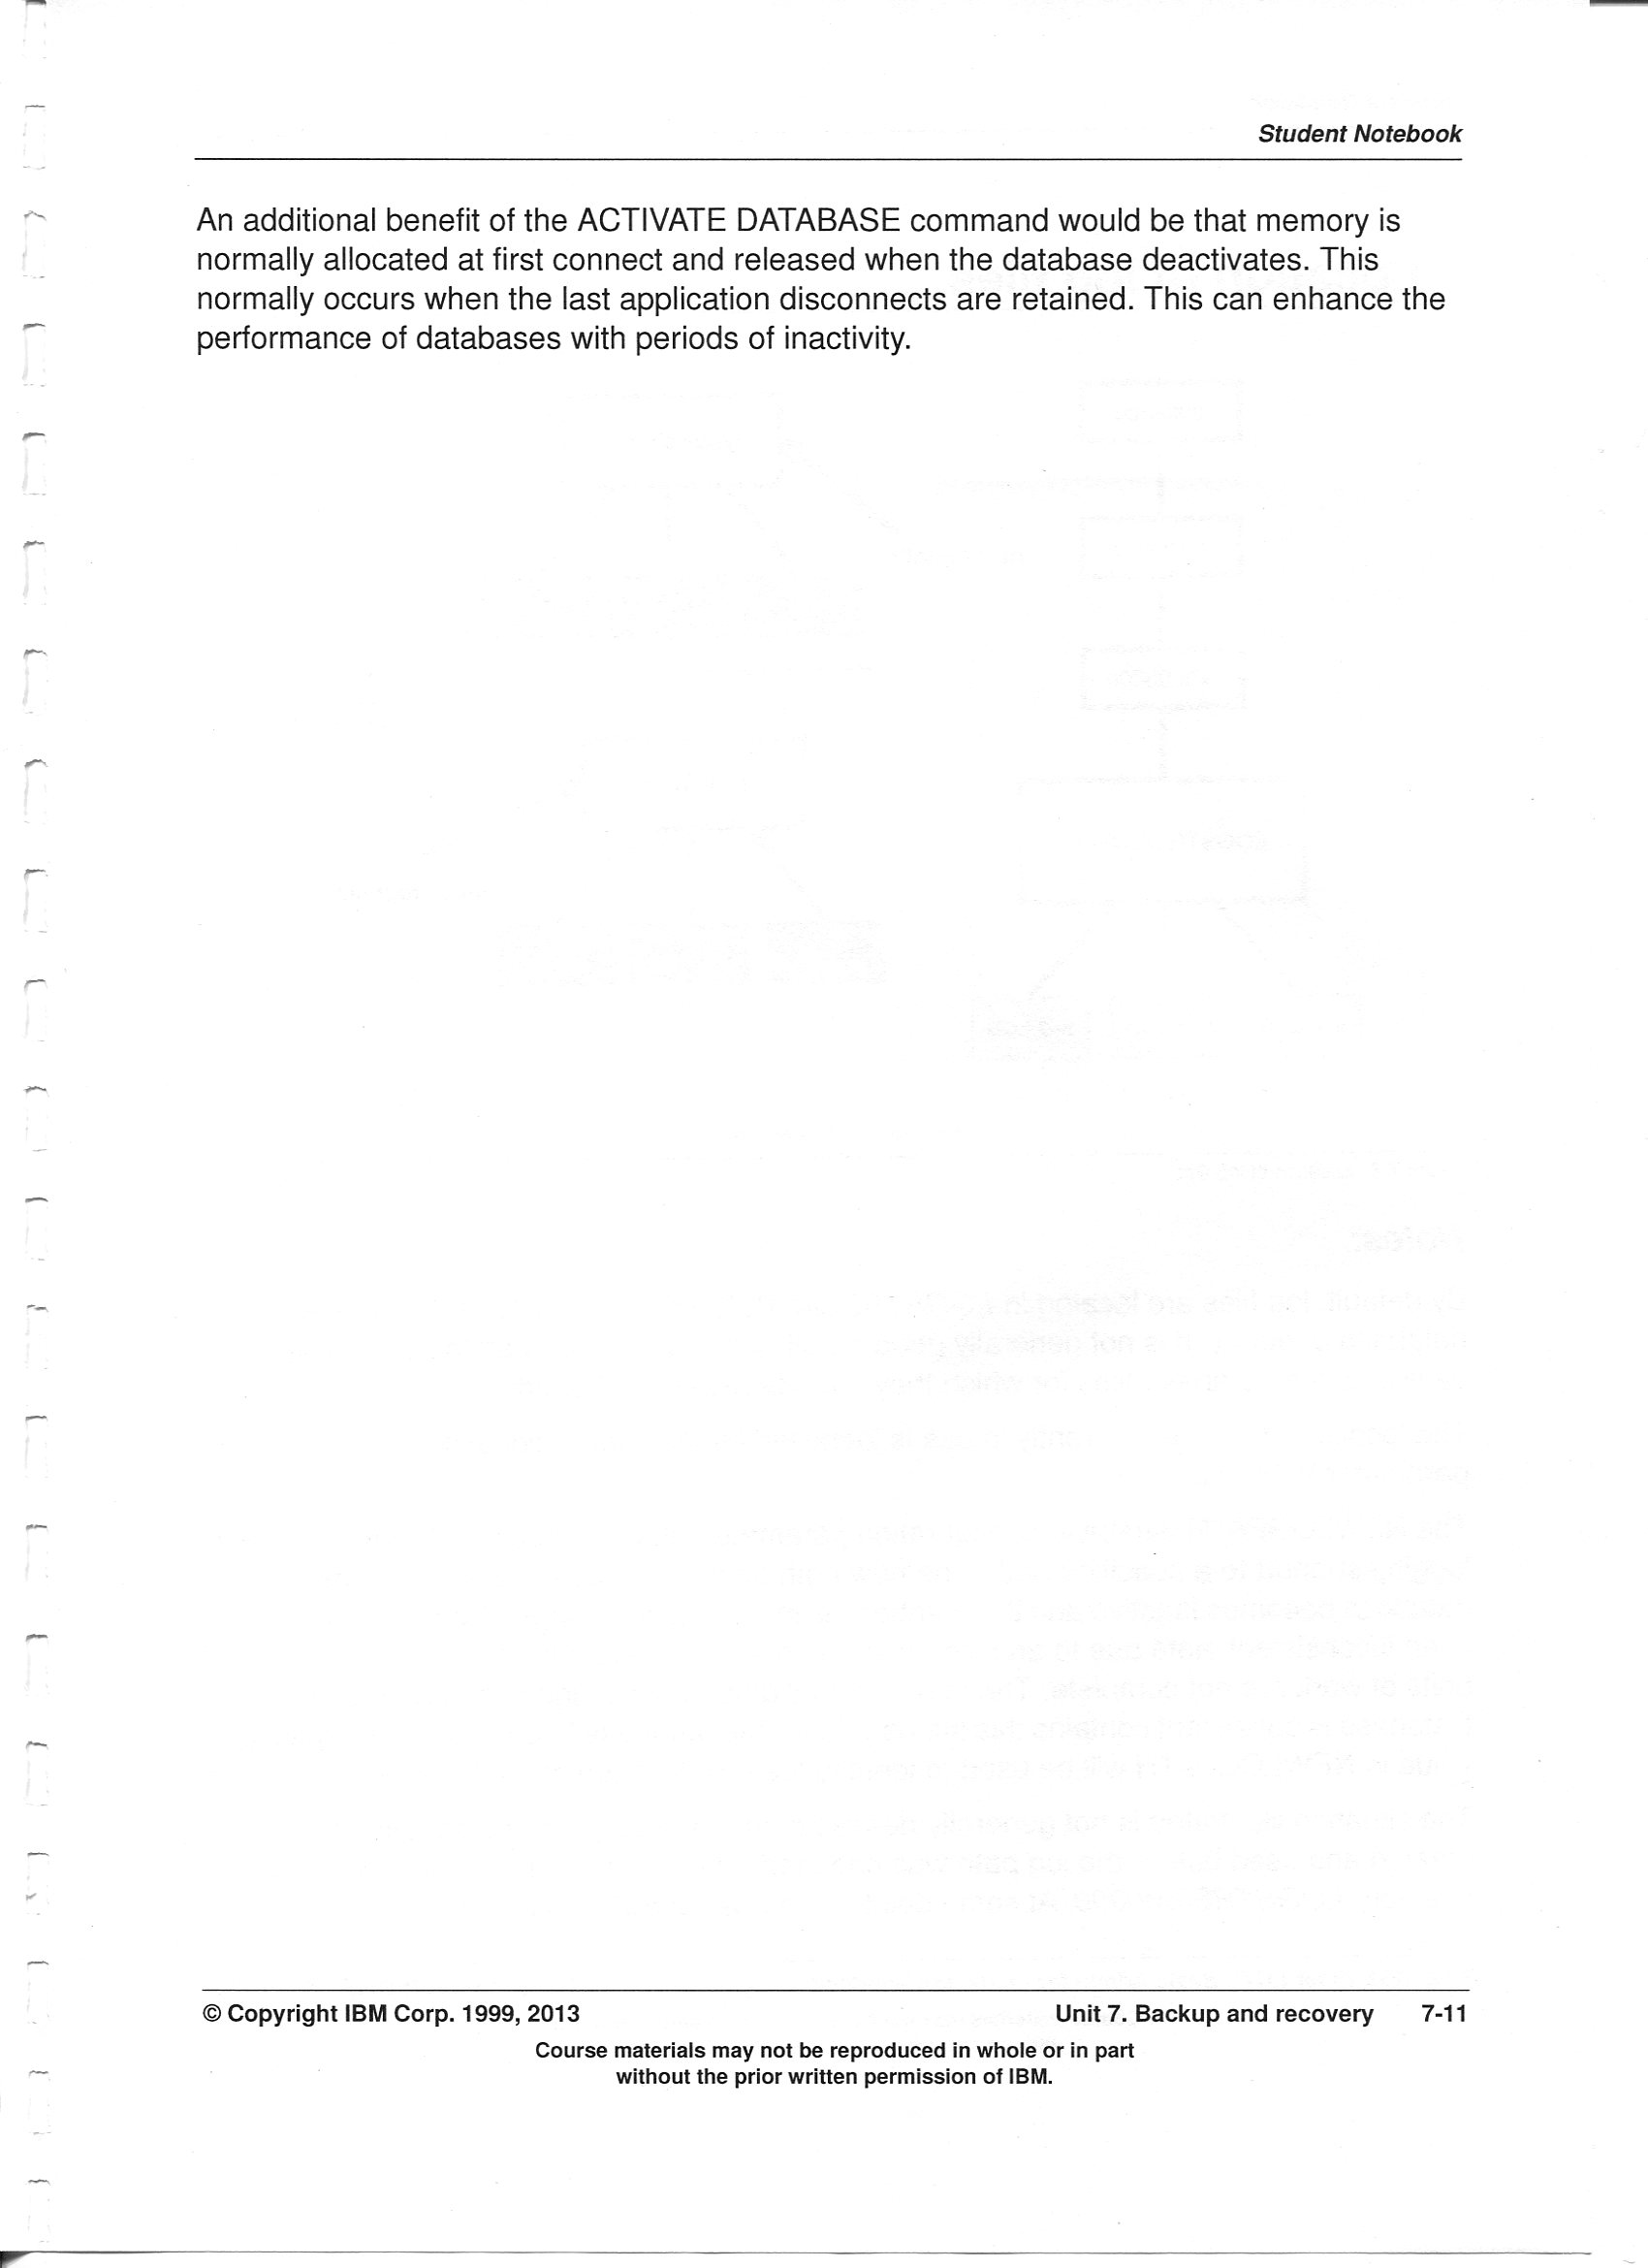 Student Notebook
An additional benefit of the ACTIVATE DATABASE command would be that memory is
normally allocated at first connect and released when the database deactivates. This
normally occurs when the last application disconnects are retained. This can enhance the
performance of databases with periods of inactivity.
© Copyright IBM Corp. 1999, 2013 Unit 7. Backup and recovery 7-11
Course materials may not be reproduced in whole or in part
without the prior written permission of IBM.